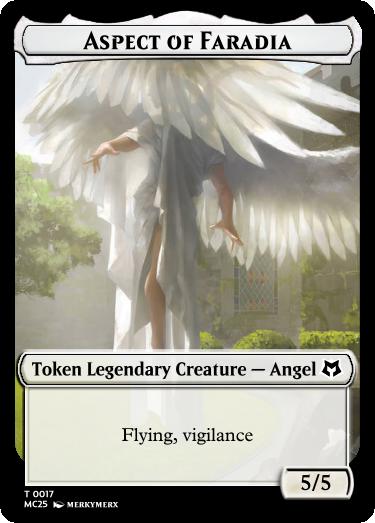 Aspect of Faradia
Token Legendary Creature — Angel
Flying, vigilance
5/5
T 0017
MC25 MERKYMERX